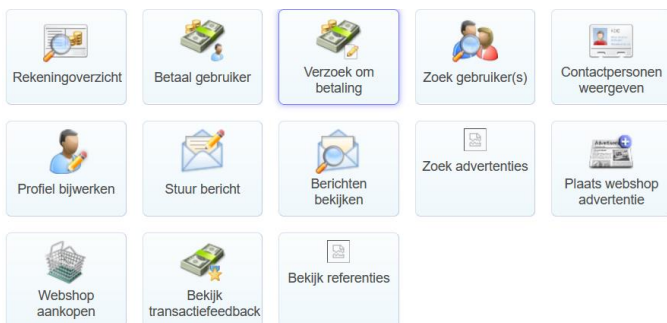 Rekeningoverzicht
Betaal gebruiker
Verzoek om
betaling
Zoek gebruiker(s)
Contactpersonen
weergeven
Profiel bijwerken
Stuur bericht
Berichten
bekijken
Zoek advertenties
Plaats webshop
advertentie
Webshop
aankopen
Bekijk
transactiefeedback
Bekijk referenties